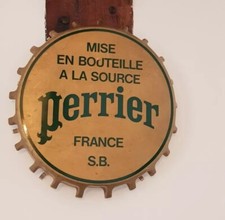 MISE
EN BOUTEILLE
A LA SOURCE
perrier
FRANCE
S.B.